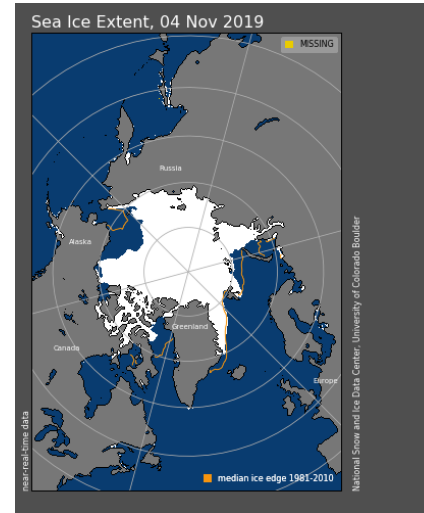 Sea Ice Extent, 04 Nov 2019
MISSING
Russia
Alaska
Greenland
Canada
Europe
near-real-time data
median ice edge 1981-2010
National Snow and Ice Data Center, University of Colorado Boulder